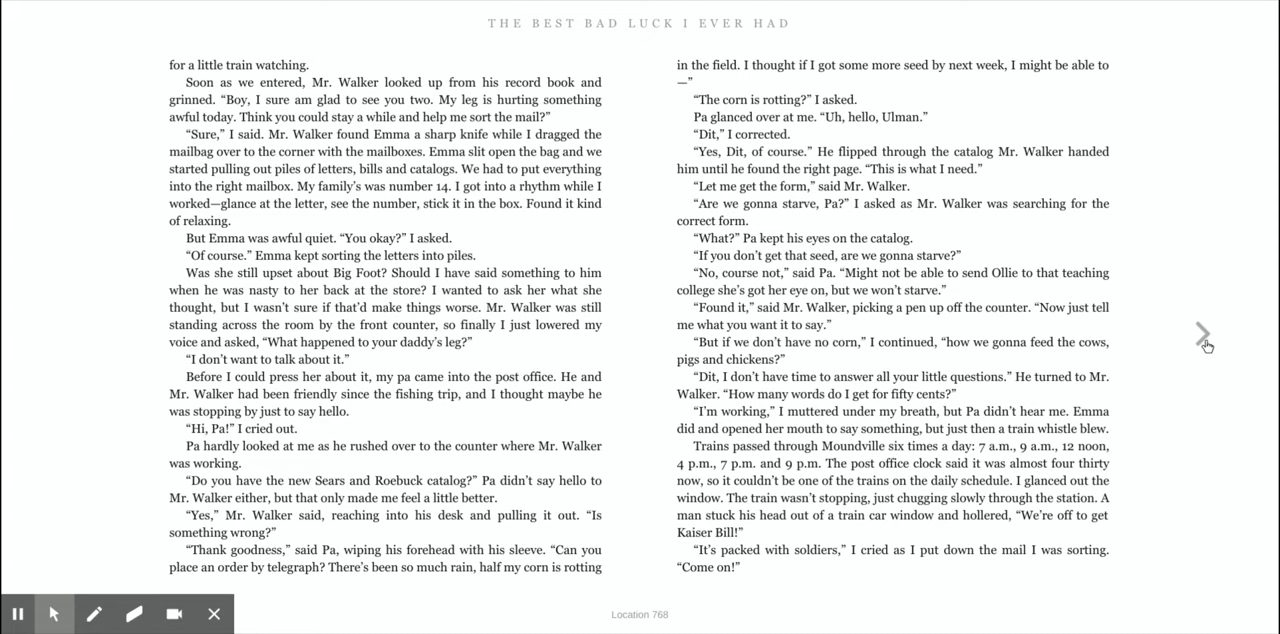 THE BEST BAD LUCK I EVER HAD
for a little train watching.
Soon as we entered, Mr. Walker looked up from his record book and
grinned. “Boy, I sure am glad to see you two. My leg is hurting something
awful today. Think you could stay a while and help me sort the mail?”
“Sure,” I said. Mr. Walker found Emma a sharp knife while I dragged the
mailbag over to the corner with the mailboxes. Emma slit open the bag and we
started pulling out piles of letters, bills and catalogs. We had to put everything
into the right mailbox. My family’s was number 14. I got into a rhythm while I
worked—glance at the letter, see the number, stick it in the box. Found it kind
of relaxing.
But Emma was awful quiet. “You okay?” I asked.
“Of course.” Emma kept sorting the letters into piles.
Was she still upset about Big Foot? Should I have said something to him
when he was nasty to her back at the store? I wanted to ask her what she
thought, but I wasn’t sure if that’d make things worse. Mr. Walker was still
standing across the room by the front counter, so finally I just lowered my
voice and asked, “What happened to your daddy’s leg?”
“I don’t want to talk about it.”
Before I could press her about it, my pa came into the post office. He and
Mr. Walker had been friendly since the fishing trip, and I thought maybe he
was stopping by just to say hello.
“Hi, Pa!” I cried out.
Pa hardly looked at me as he rushed over to the counter where Mr. Walker
was working.
“Do you have the new Sears and Roebuck catalog?” Pa didn’t say hello to
Mr. Walker either, but that only made me feel a little better.
“Yes,” Mr. Walker said, reaching into his desk and pulling it out. “Is
something wrong?”
“Thank goodness,” said Pa, wiping his forehead with his sleeve. “Can you
place an order by telegraph? There’s been so much rain, half my corn is rotting
in the field. I thought if I got some more seed by next week, I might be able to
—”
“The corn is rotting?” I asked.
Pa glanced over at me. “Uh, hello, Ulman.”
“Dit,” I corrected.
“Yes, Dit, of course.” He flipped through the catalog Mr. Walker handed
him until he found the right page. “This is what I need.”
“Let me get the form,” said Mr. Walker.
“Are we gonna starve, Pa?” I asked as Mr. Walker was searching for the
correct form.
“What?” Pa kept his eyes on the catalog.
“If you don’t get that seed, are we gonna starve?”
“No, course not,” said Pa. “Might not be able to send Ollie to that teaching
college she’s got her eye on, but we won’t starve.”
“Found it,” said Mr. Walker, picking a pen up off the counter. “Now just tell
me what you want it to say.”
“But if we don’t have no corn,” I continued, “how we gonna feed the cows,
pigs and chickens?”
“Dit, I don’t have time to answer all your little questions.” He turned to Mr.
Walker. “How many words do I get for fifty cents?”
“I’m working,” I muttered under my breath, but Pa didn’t hear me. Emma
did and opened her mouth to say something, but just then a train whistle blew.
Trains passed through Moundville six times a day: 7 a.m., 9 a.m., 12 noon,
4 p.m., 7 p.m. and 9 p.m. The post office clock said it was almost four thirty
now, so it couldn’t be one of the trains on the daily schedule. I glanced out the
window. The train wasn’t stopping, just chugging slowly through the station. A
man stuck his head out of a train car window and hollered, “We’re off to get
Kaiser Bill!”
“It’s packed with soldiers,” I cried as I put down the mail I was sorting.
“Come on!”
Location 768